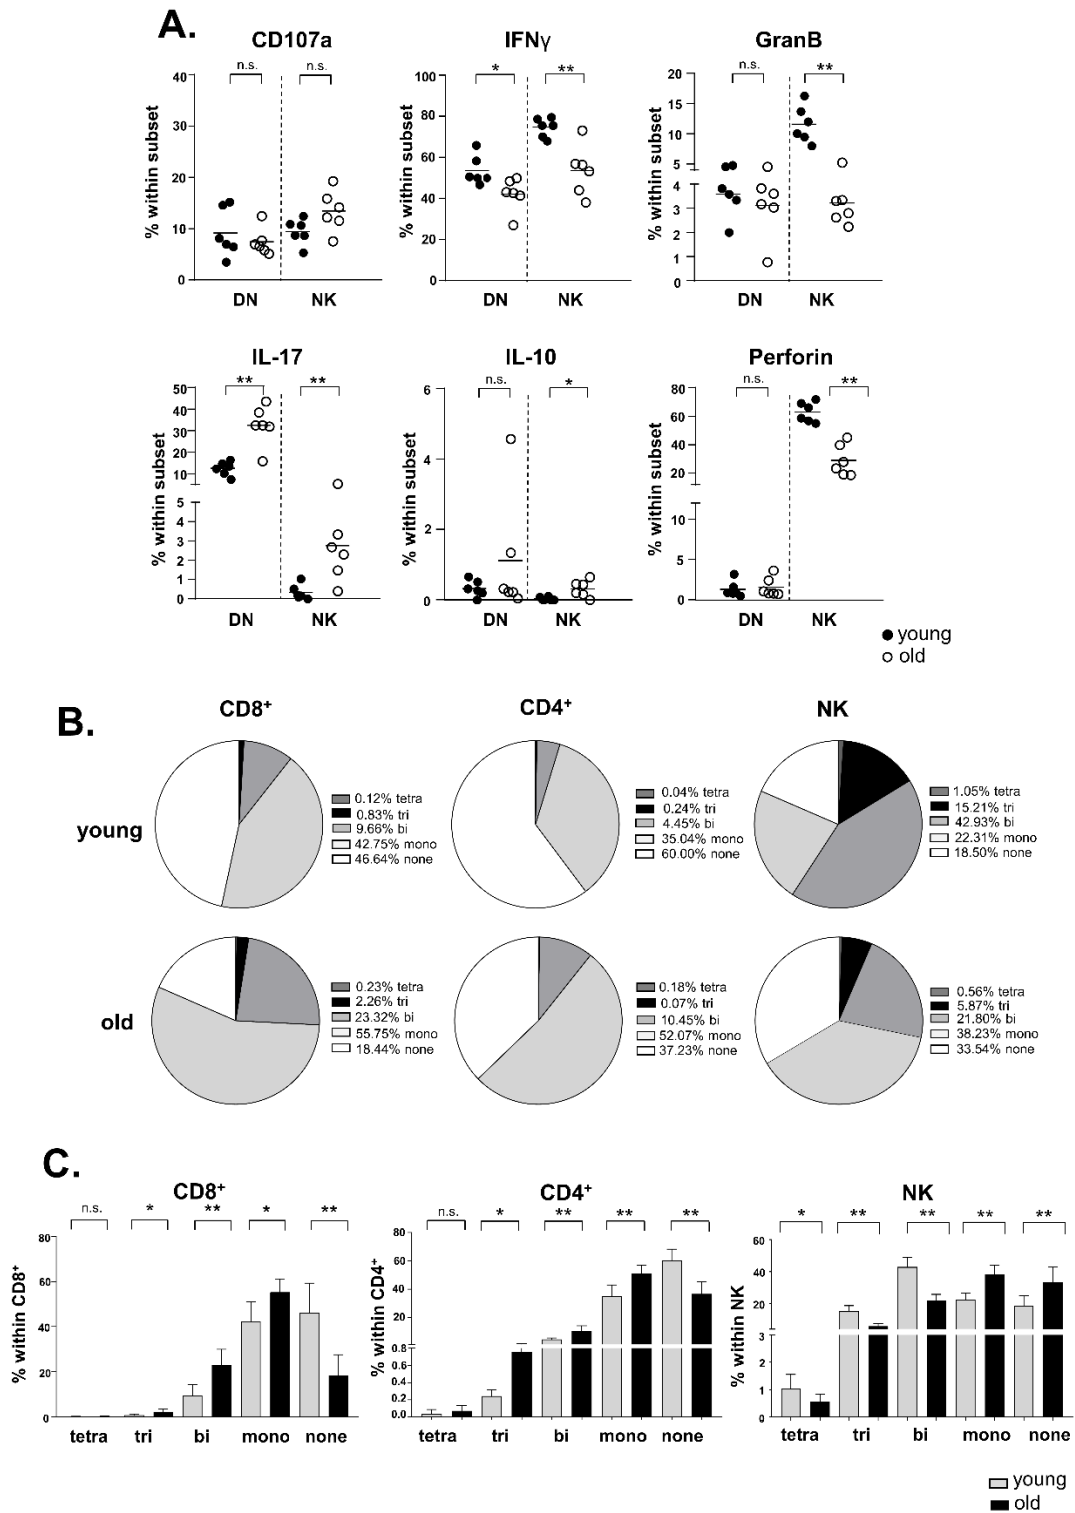 A.
CD107a
IFNγ
GranB
n.s.
n.s.
*
**
n.s.
**
% within subset
40
30
20
10
0
DN
NK
% within subset
100
80
60
40
20
0
DN
NK
% within subset
20
15
10
5
4
3
2
1
0
DN
NK
IL-17
IL-10
Perforin
**
**
n.s.
*
n.s.
**
% within subset
50
40
30
20
10
5
4
3
2
1
0
DN
NK
% within subset
6
4
2
0
DN
NK
% within subset
80
60
40
20
10
5
0
DN
NK
young
old
B.
CD8⁺
CD4⁺
NK
young
0.12% tetra
0.83% tri
9.66% bi
42.75% mono
46.64% none
0.04% tetra
0.24% tri
4.45% bi
35.04% mono
60.00% none
1.05% tetra
15.21% tri
42.93% bi
22.31% mono
18.50% none
old
0.23% tetra
2.26% tri
23.32% bi
55.75% mono
18.44% none
0.18% tetra
0.07% tri
10.45% bi
52.07% mono
37.23% none
0.56% tetra
5.87% tri
21.80% bi
38.23% mono
33.54% none
C.
CD8⁺
n.s.
*
**
*
**
% within CD8⁺
80
60
40
20
0
tetra
tri
bi
mono
none
CD4⁺
n.s.
*
**
**
**
% within CD4⁺
80
60
40
20
0.8
0.6
0.4
0.2
0.0
tetra
tri
bi
mono
none
NK
*
**
**
**
**
% within NK
60
40
20
3
2
1
0
tetra
tri
bi
mono
none
young
old